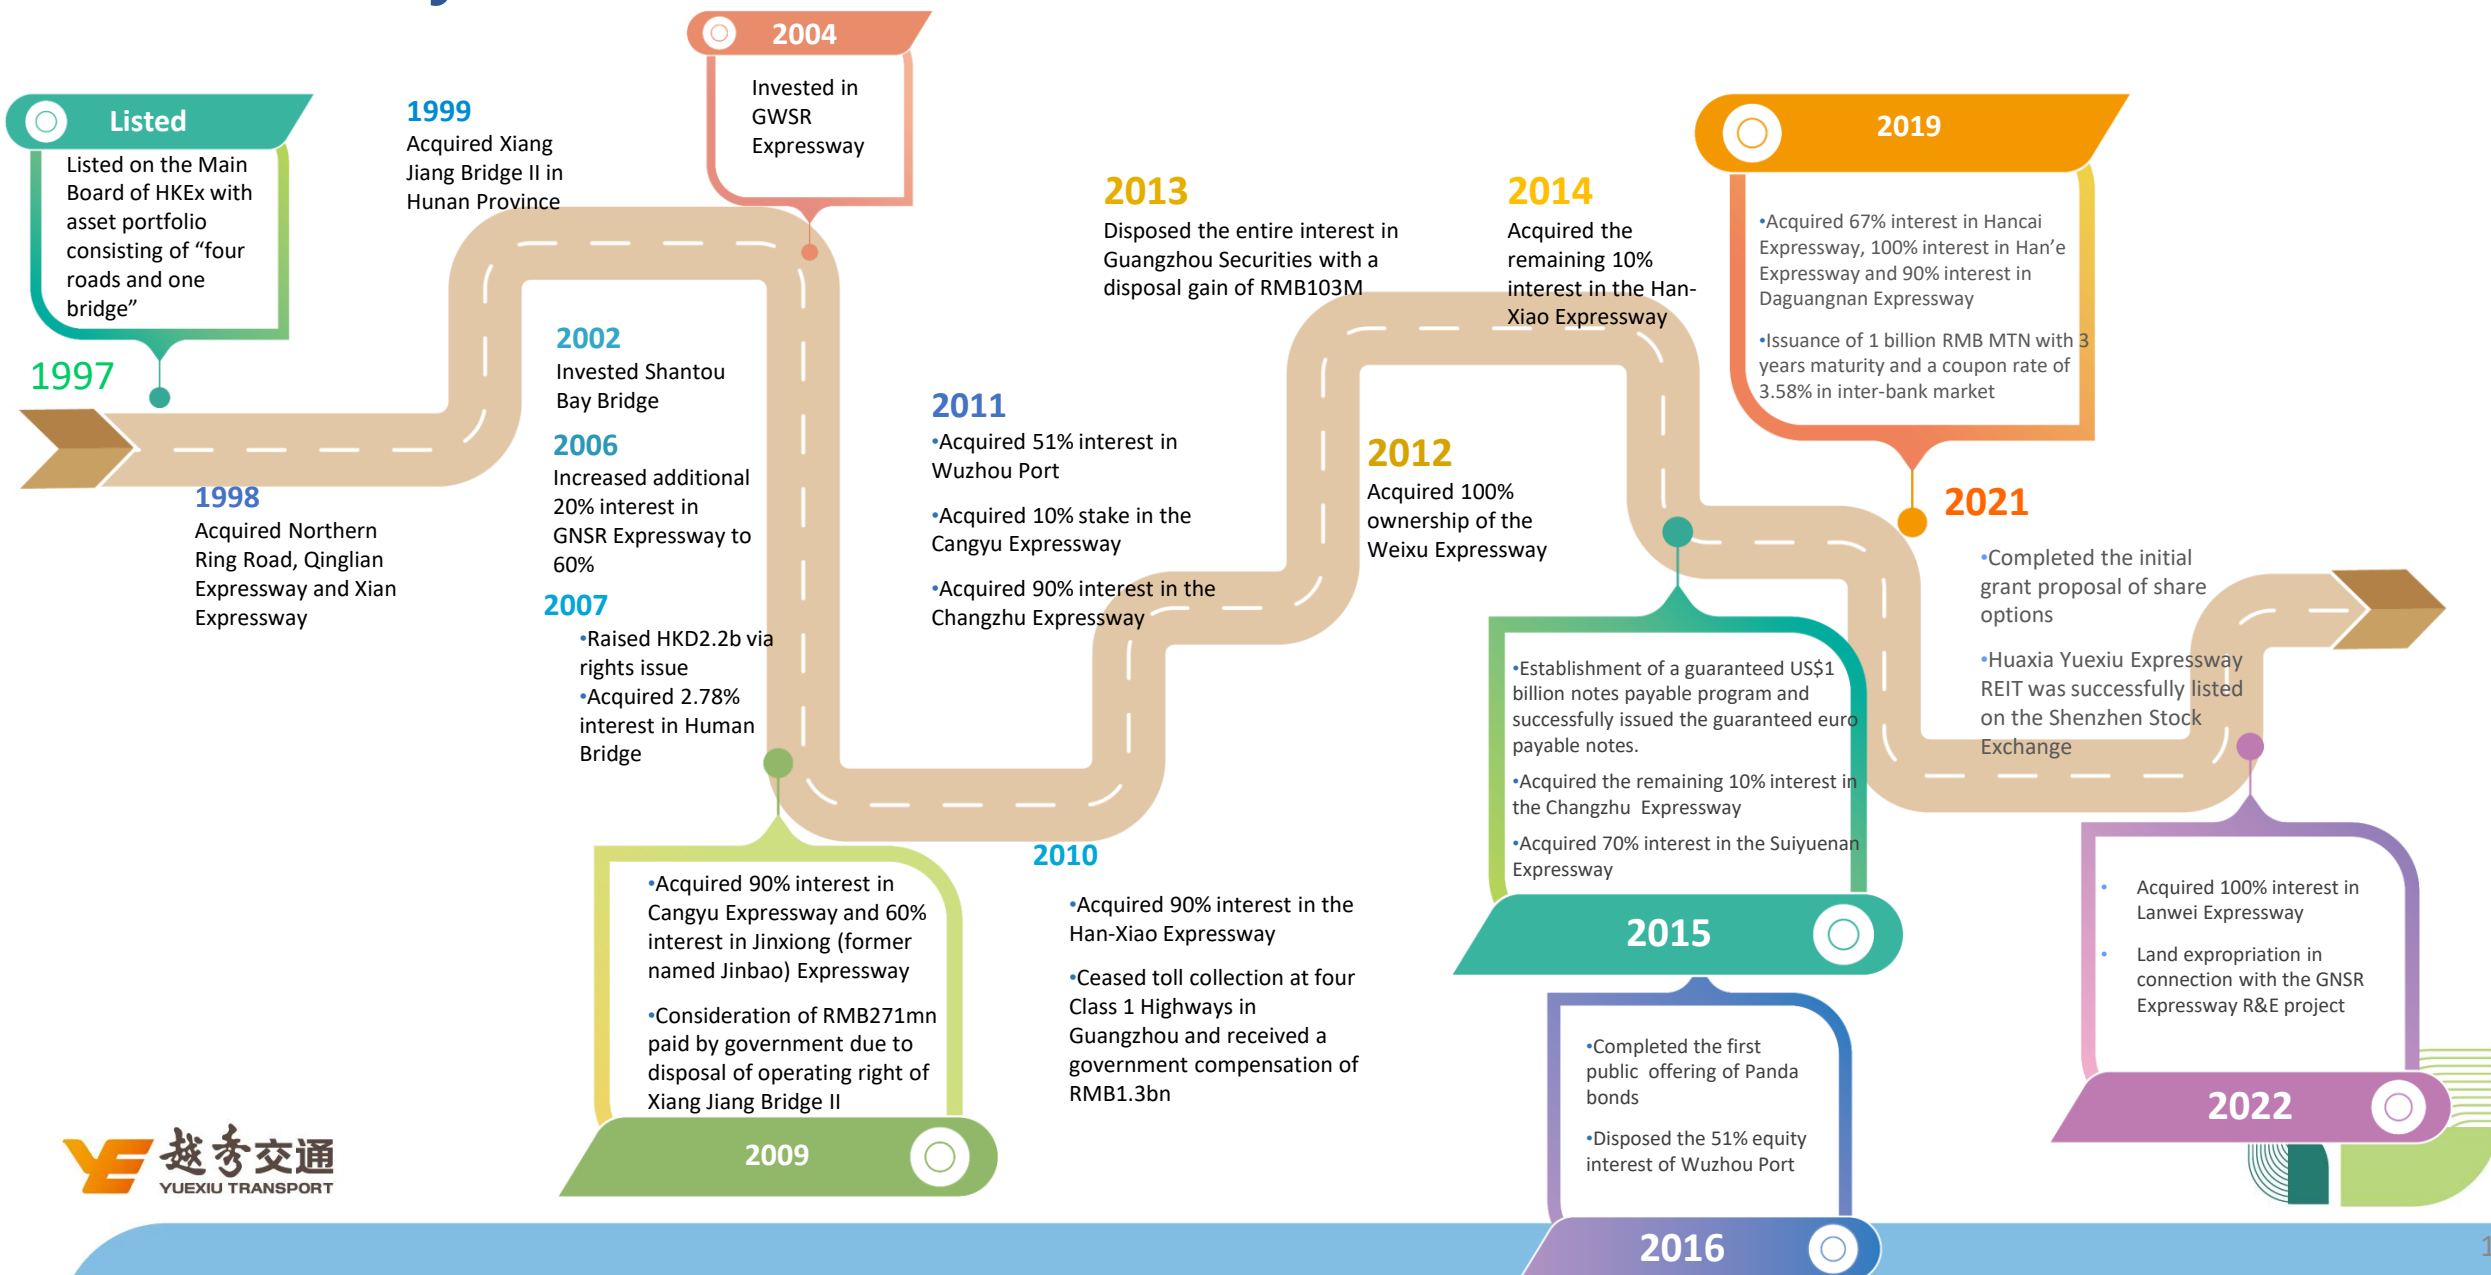 Listed
Listed on the Main
Board of HKEx with
asset portfolio
consisting of “four
roads and one
bridge”
1997
1998
Acquired Northern
Ring Road, Qinglian
Expressway and Xian
Expressway
1999
Acquired Xiang
Jiang Bridge II in
Hunan Province
2002
Invested Shantou
Bay Bridge
2004
Invested in
GWSR
Expressway
2006
Increased additional
20% interest in
GNSR Expressway to
60%
2007
•Raised HKD2.2b via
rights issue
•Acquired 2.78%
interest in Human
Bridge
•Acquired 90% interest in
Cangyu Expressway and 60%
interest in Jinxiong (former
named Jinbao) Expressway
•Consideration of RMB271mn
paid by government due to
disposal of operating right of
Xiang Jiang Bridge II
2009
2010
•Acquired 90% interest in the
Han-Xiao Expressway
•Ceased toll collection at four
Class 1 Highways in
Guangzhou and received a
government compensation of
RMB1.3bn
2011
•Acquired 51% interest in
Wuzhou Port
•Acquired 10% stake in the
Cangyu Expressway
•Acquired 90% interest in the
Changzhu Expressway
2012
Acquired 100%
ownership of the
Weixu Expressway
2013
Disposed the entire interest in
Guangzhou Securities with a
disposal gain of RMB103M
2014
Acquired the
remaining 10%
interest in the Han-
Xiao Expressway
•Establishment of a guaranteed US$1
billion notes payable program and
successfully issued the guaranteed euro
payable notes.
•Acquired the remaining 10% interest in
the Changzhu  Expressway
•Acquired 70% interest in the Suiyuenan
Expressway
2015
•Completed the first
public  offering of Panda
bonds
•Disposed the 51% equity
interest of Wuzhou Port
2016
2019
•Acquired 67% interest in Hancai
Expressway, 100% interest in Han’e
Expressway and 90% interest in
Daguangnan Expressway
•Issuance of 1 billion RMB MTN with 3
years maturity and a coupon rate of
3.58% in inter-bank market
2021
•Completed the initial
grant proposal of share
options
•Huaxia Yuexiu Expressway
REIT was successfully listed
on the Shenzhen Stock
Exchange
• Acquired 100% interest in
Lanwei Expressway
• Land expropriation in
connection with the GNSR
Expressway R&E project
2022
越秀交通
YUEXIU TRANSPORT